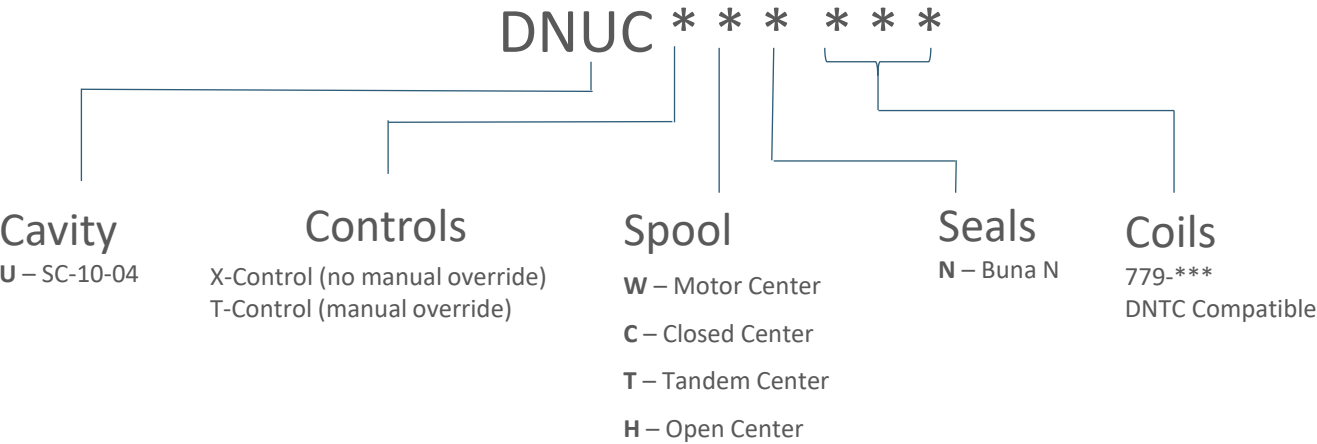 DNUC * * * * * *
Cavity
U – SC-10-04
Controls
X-Control (no manual override)
T-Control (manual override)
Spool
W – Motor Center
C – Closed Center
T – Tandem Center
H – Open Center
Seals
N – Buna N
Coils
779-***
DNTC Compatible